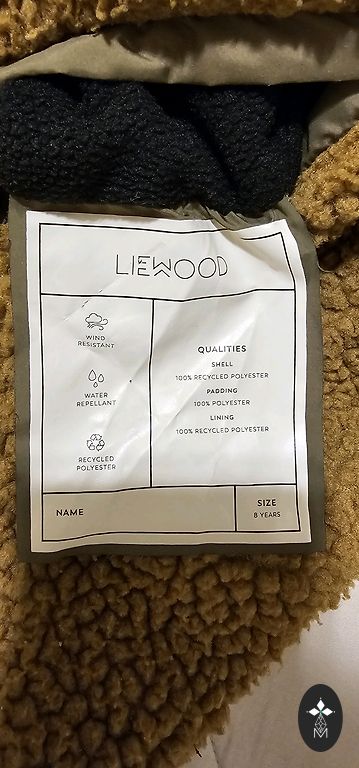 LIEWOOD
WIND
RESISTANT
WATER
REPELLANT
RECYCLED
POLYESTER
QUALITIES
SHELL
100% RECYCLED POLYESTER
PADDING
100% POLYESTER
LINING
100% RECYCLED POLYESTER
NAME
SIZE
8 YEARS
M